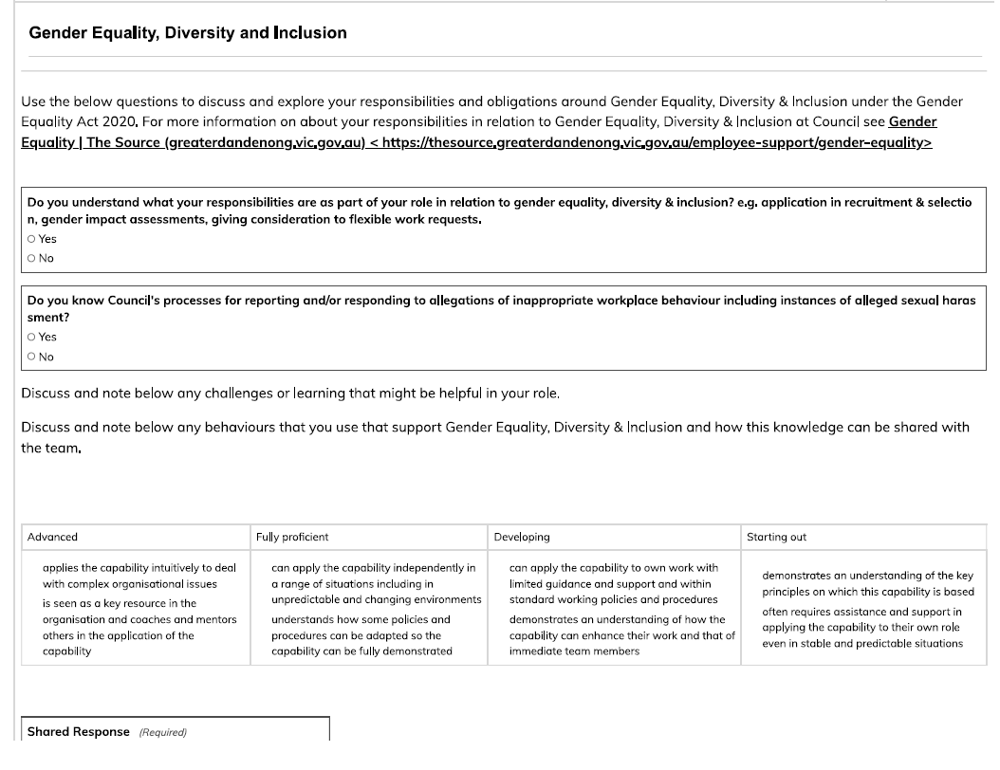 Gender Equality, Diversity and Inclusion
Use the below questions to discuss and explore your responsibilities and obligations around Gender Equality, Diversity & Inclusion under the Gender
Equality Act 2020. For more information on about your responsibilities in relation to Gender Equality, Diversity & Inclusion at Council see Gender
Equality | The Source (greaterdandenong.vic.gov.au) < https://thesource.greaterdandenong.vic.gov.au/employee-support/gender-equality>
Do you understand what your responsibilities are as part of your role in relation to gender equality, diversity & inclusion? e.g. application in recruitment & selectio
n, gender impact assessments, giving consideration to flexible work requests.
Yes
No
Do you know Council's processes for reporting and/or responding to allegations of inappropriate workplace behaviour including instances of alleged sexual haras
sment?
Yes
No
Discuss and note below any challenges or learning that might be helpful in your role.
Discuss and note below any behaviours that you use that support Gender Equality, Diversity & Inclusion and how this knowledge can be shared with
the team.
Advanced
applies the capability intuitively to deal
with complex organisational issues
is seen as a key resource in the
organisation and coaches and mentors
others in the application of the
capability
Fully proficient
can apply the capability independently in
a range of situations including in
unpredictable and changing environments
understands how some policies and
procedures can be adapted so the
capability can be fully demonstrated
Developing
can apply the capability to own work with
limited guidance and support and within
standard working policies and procedures
demonstrates an understanding of how the
capability can enhance their work and that of
immediate team members
Starting out
demonstrates an understanding of the key
principles on which this capability is based
often requires assistance and support in
applying the capability to their own role
even in stable and predictable situations
Shared Response (Required)